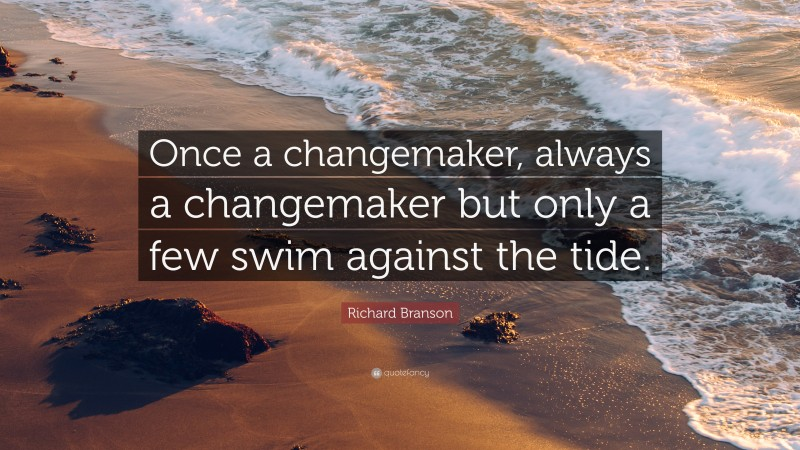 Once a changemaker, always
a changemaker but only a
few swim against the tide.
Richard Branson
quotefancy